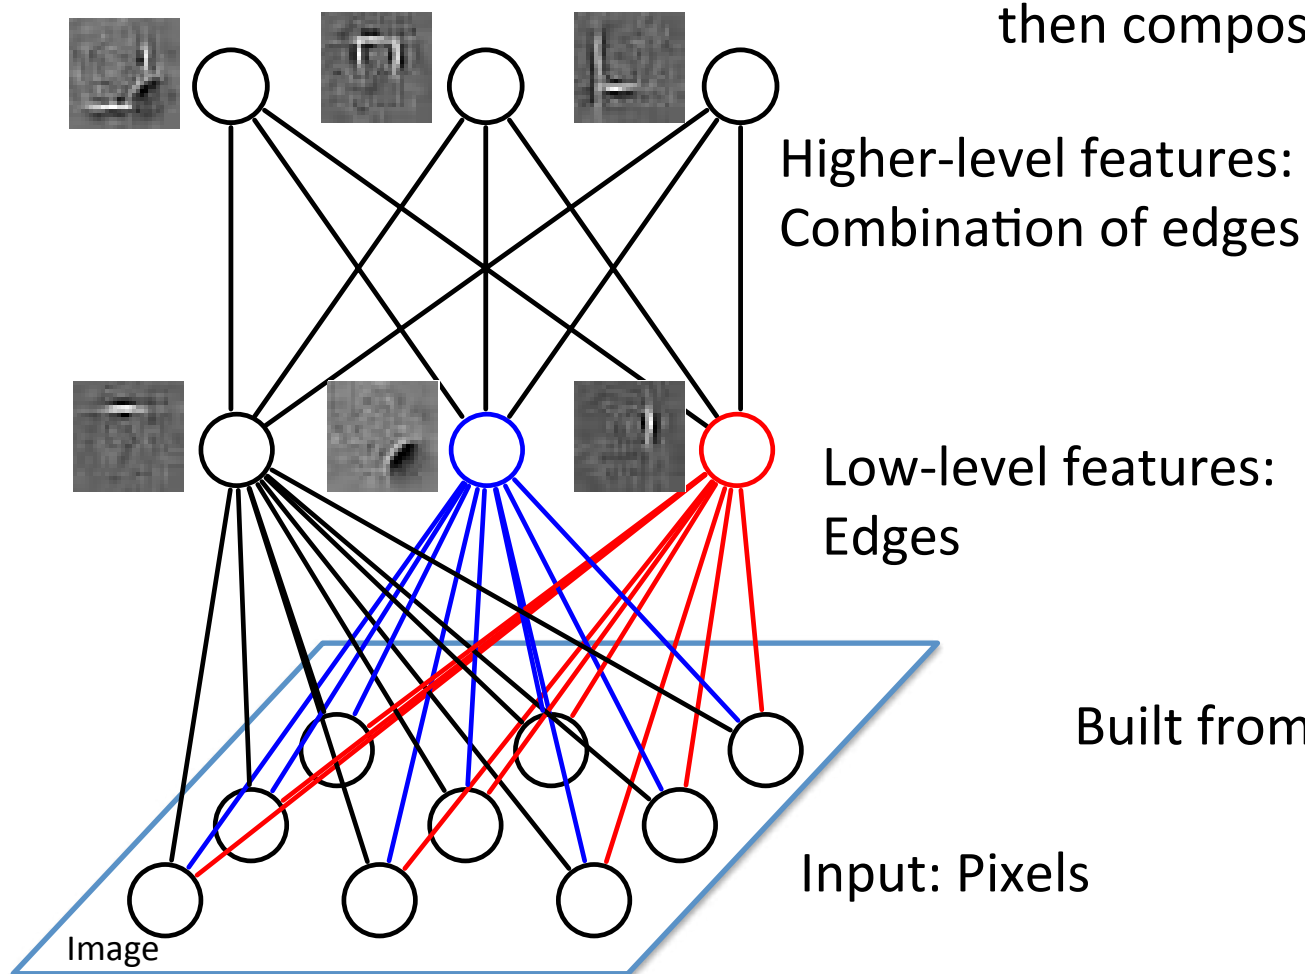 then compos
Higher-level features:
Combination of edges
Low-level features:
Edges
Built from
Input: Pixels
Image